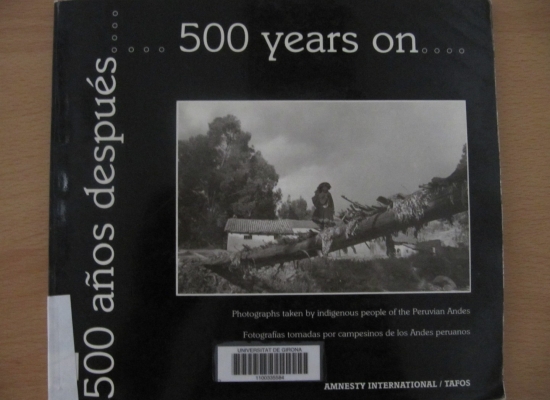 500 años después....
.... 500 years on....
Photographs taken by indigenous people of the Peruvian Andes
Fotografías tomadas por campesinos de los Andes peruanos
UNIVERSITAT DE GIRONA
AMNESTY INTERNATIONAL / TAFOS